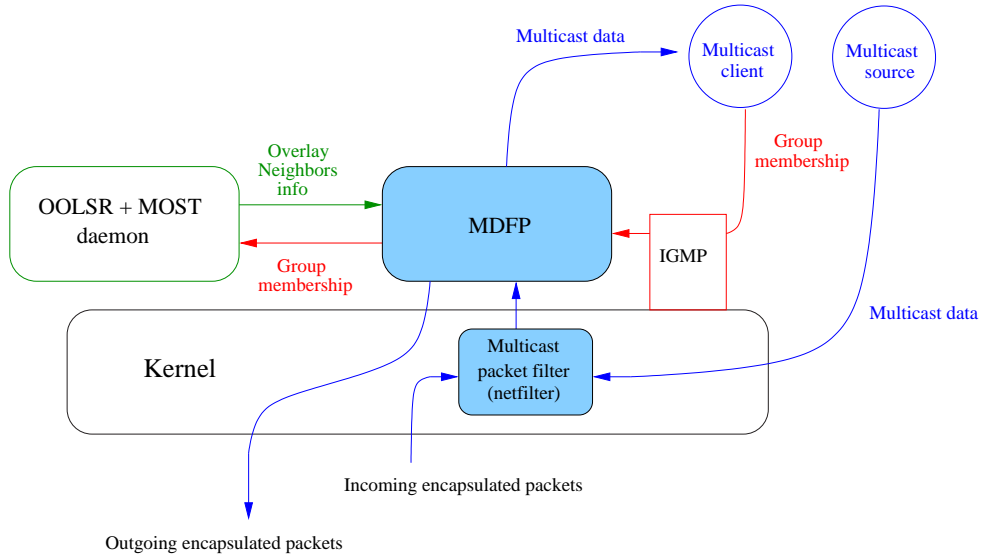 Multicast data
Multicast
client
Multicast
source
Overlay
Neighbors
info
Group
membership
OOLSR + MOST
daemon
MDFP
IGMP
Group
membership
Multicast data
Kernel
Multicast
packet filter
(netfilter)
Incoming encapsulated packets
Outgoing encapsulated packets